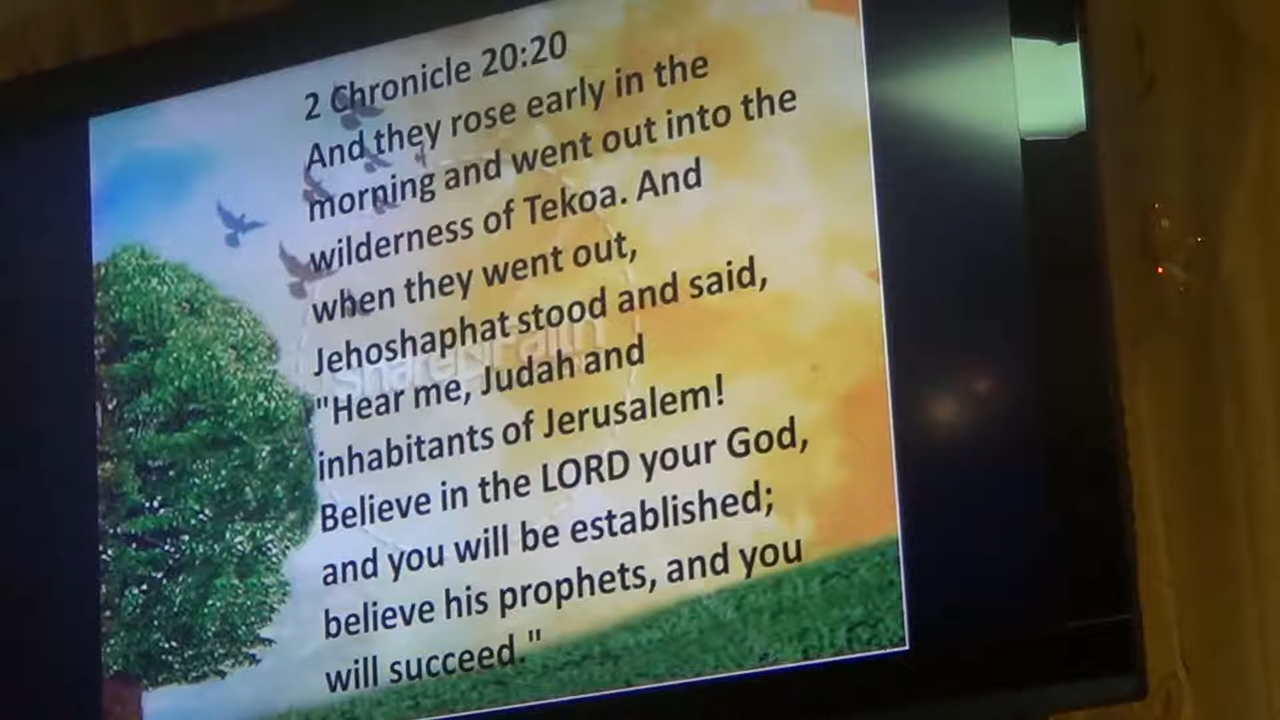 2 Chronicle 20:20
And they rose early in the
morning and went out into the
wilderness of Tekoa. And
when they went out,
Jehoshaphat stood and said,
"Hear me, Judah and
inhabitants of Jerusalem!
Believe in the LORD your God,
and you will be established;
believe his prophets, and you
will succeed."